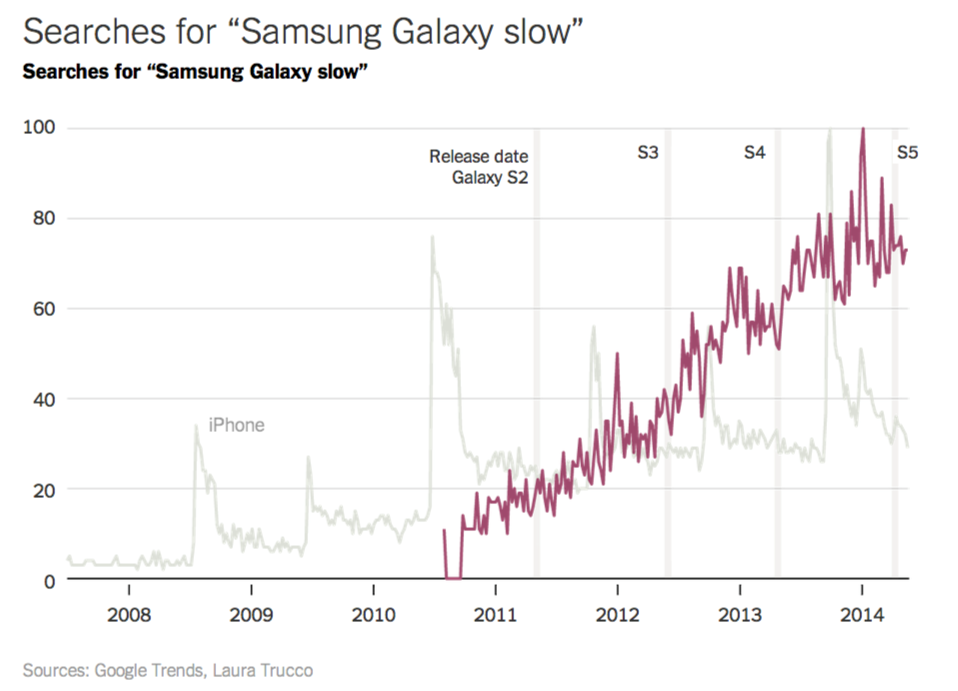 Searches for “Samsung Galaxy slow”
Searches for “Samsung Galaxy slow”
100
Release date
Galaxy S2
S3
S4
S5
80
60
40
iPhone
20
0
2008
2009
2010
2011
2012
2013
2014
Sources: Google Trends, Laura Trucco